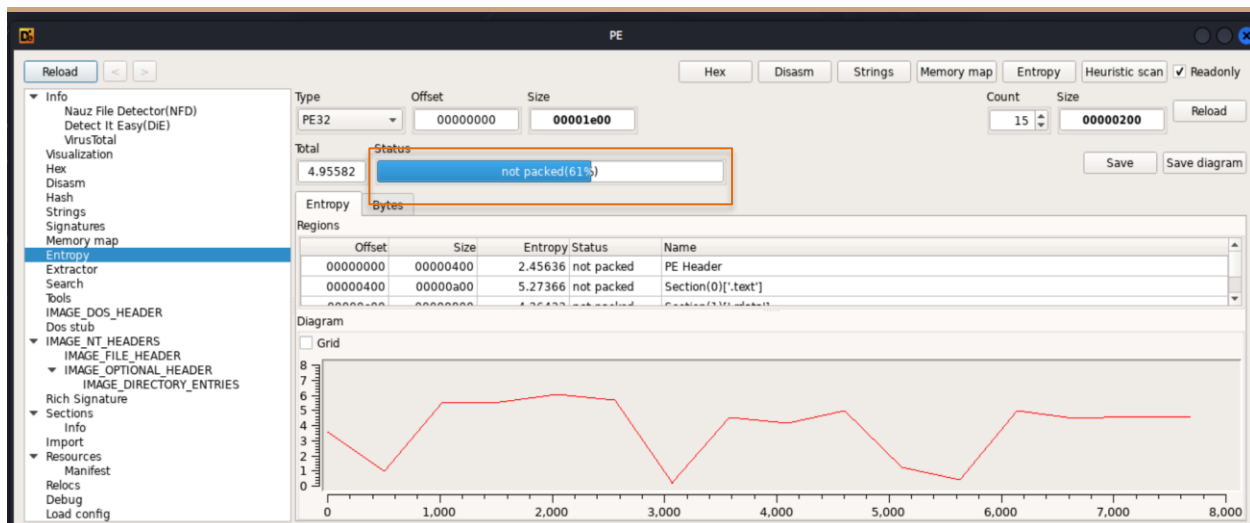 PE
Reload < >
Hex Disasm Strings Memory map Entropy Heuristic scan Readonly
Info
Nauz File Detector(NFD)
Detect It Easy(DiE)
VirusTotal
Visualization
Hex
Disasm
Hash
Strings
Signatures
Memory map
Entropy
Extractor
Search
Tools
IMAGE_DOS_HEADER
Dos stub
IMAGE_NT_HEADERS
IMAGE_FILE_HEADER
IMAGE_OPTIONAL_HEADER
IMAGE_DIRECTORY_ENTRIES
Rich Signature
Sections
Info
Import
Resources
Manifest
Relocs
Debug
Load config
Type Offset Size Count Size
PE32 00000000 00001e00 15 00000200 Reload
Total Status
4.95582 not packed(61%) Save Save diagram
Entropy Bytes
Regions
Offset Size Entropy Status Name
00000000 00000400 2.45636 not packed PE Header
00000400 00000a00 5.27366 not packed Section(0)['.text']
Diagram
Grid
8
7
6
5
4
3
2
1
0
0 1,000 2,000 3,000 4,000 5,000 6,000 7,000 8,000